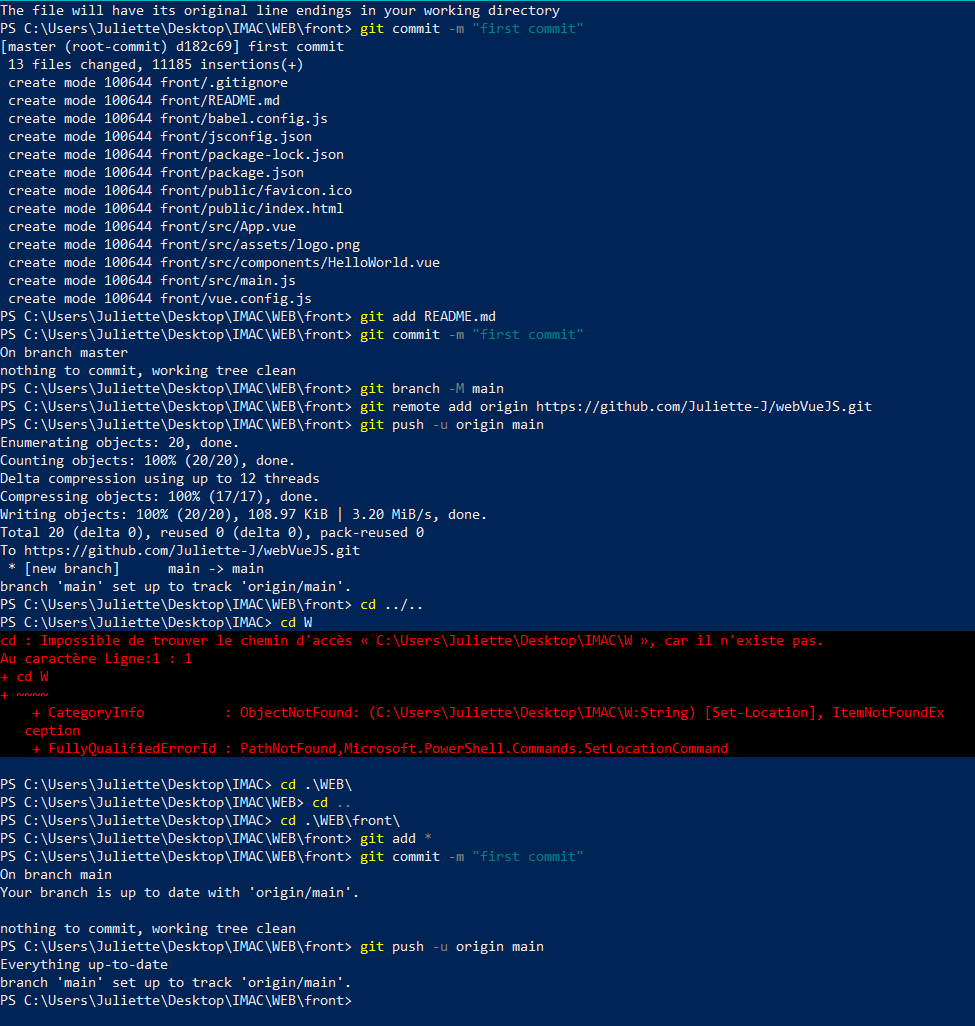 The file will have its original line endings in your working directory
PS C:\Users\Juliette\Desktop\IMAC\WEB\front> git commit -m "first commit"
[master (root-commit) d182c69] first commit
 13 files changed, 11185 insertions(+)
 create mode 100644 front/.gitignore
 create mode 100644 front/README.md
 create mode 100644 front/babel.config.js
 create mode 100644 front/jsconfig.json
 create mode 100644 front/package-lock.json
 create mode 100644 front/package.json
 create mode 100644 front/public/favicon.ico
 create mode 100644 front/public/index.html
 create mode 100644 front/src/App.vue
 create mode 100644 front/src/assets/logo.png
 create mode 100644 front/src/components/HelloWorld.vue
 create mode 100644 front/src/main.js
 create mode 100644 front/vue.config.js
PS C:\Users\Juliette\Desktop\IMAC\WEB\front> git add README.md
PS C:\Users\Juliette\Desktop\IMAC\WEB\front> git commit -m "first commit"
On branch master
nothing to commit, working tree clean
PS C:\Users\Juliette\Desktop\IMAC\WEB\front> git branch -M main
PS C:\Users\Juliette\Desktop\IMAC\WEB\front> git remote add origin https://github.com/Juliette-J/webVueJS.git
PS C:\Users\Juliette\Desktop\IMAC\WEB\front> git push -u origin main
Enumerating objects: 20, done.
Counting objects: 100% (20/20), done.
Delta compression using up to 12 threads
Compressing objects: 100% (17/17), done.
Writing objects: 100% (20/20), 108.97 KiB | 3.20 MiB/s, done.
Total 20 (delta 0), reused 0 (delta 0), pack-reused 0
To https://github.com/Juliette-J/webVueJS.git
 * [new branch]      main -> main
branch 'main' set up to track 'origin/main'.
PS C:\Users\Juliette\Desktop\IMAC\WEB\front> cd ../..
PS C:\Users\Juliette\Desktop\IMAC> cd W
cd : Impossible de trouver le chemin d'accès « C:\Users\Juliette\Desktop\IMAC\W », car il n'existe pas.
Au caractère Ligne:1 : 1
+ cd W
+ ~~~~
    + CategoryInfo          : ObjectNotFound: (C:\Users\Juliette\Desktop\IMAC\W:String) [Set-Location], ItemNotFoundEx
   ception
    + FullyQualifiedErrorId : PathNotFound,Microsoft.PowerShell.Commands.SetLocationCommand
PS C:\Users\Juliette\Desktop\IMAC> cd .\WEB\
PS C:\Users\Juliette\Desktop\IMAC\WEB> cd ..
PS C:\Users\Juliette\Desktop\IMAC> cd .\WEB\front\
PS C:\Users\Juliette\Desktop\IMAC\WEB\front> git add *
PS C:\Users\Juliette\Desktop\IMAC\WEB\front> git commit -m "first commit"
On branch main
Your branch is up to date with 'origin/main'.
nothing to commit, working tree clean
PS C:\Users\Juliette\Desktop\IMAC\WEB\front> git push -u origin main
Everything up-to-date
branch 'main' set up to track 'origin/main'.
PS C:\Users\Juliette\Desktop\IMAC\WEB\front>